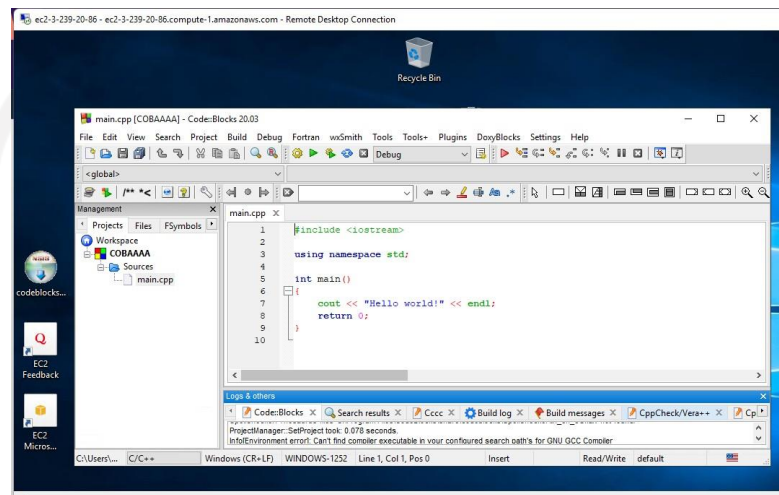 ec2-3-239-20-86 - ec2-3-239-20-86.compute-1.amazonaws.com - Remote Desktop Connection
Recycle Bin
main.cpp [COBAAAA] - Code::Blocks 20.03
File Edit View Search Project Build Debug Fortran wxSmith Tools Tools+ Plugins DoxyBlocks Settings Help
Debug
<global>
/** *<
Management
main.cpp
Projects Files FSymbols
Workspace
COBAAAA
Sources
main.cpp
1 #include <iostream>
2
3 using namespace std;
4
5 int main()
6 {
7 cout << "Hello world!" << endl;
8 return 0;
9 }
10
codeblocks...
EC2
Feedback
EC2
Micros...
Logs & others
Code::Blocks Search results Cccc Build log Build messages CppCheck/Vera++ Cp
ProjectManager::SetProject took: 0.078 seconds.
InfolEnvironment error!: Can't find compiler executable in your configured search path's for GNU GCC Compiler
C:\Users\... C/C++ Windows (CR+LF) WINDOWS-1252 Line 1, Col 1, Pos 0 Insert Read/Write default